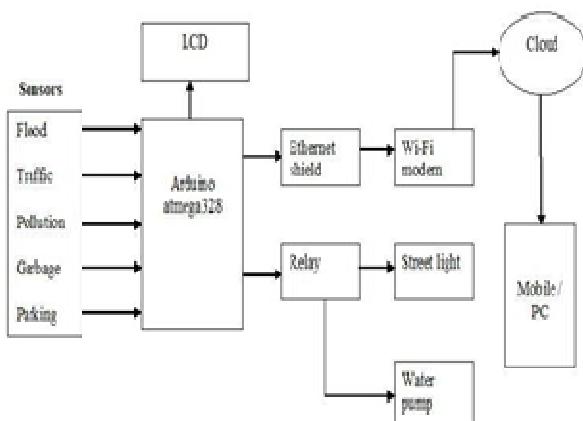 LCD
Cloud
Sensors
Flood
Traffic
Pollution
Garbage
Parking
Arduino
atmega328
Ethernet
shield
Wi-Fi
modem
Relay
Street light
Water
pump
Mobile /
PC